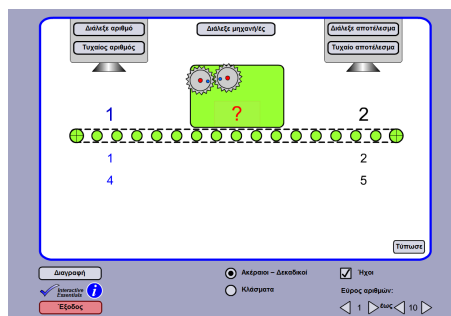 Διάλεξε αριθμό
Διάλεξε μηχανή/ές
Διάλεξε αποτέλεσμα
Τυχαίος αριθμός
Τυχαίο αποτέλεσμα
1
?
2
1
2
4
5
Τύπωσε
Διαγραφή
Ακέραιοι – Δεκαδικοί
Ήχοι
Interactive Essentials
i
Κλάσματα
Εύρος αριθμών:
Έξοδος
1 έως 10